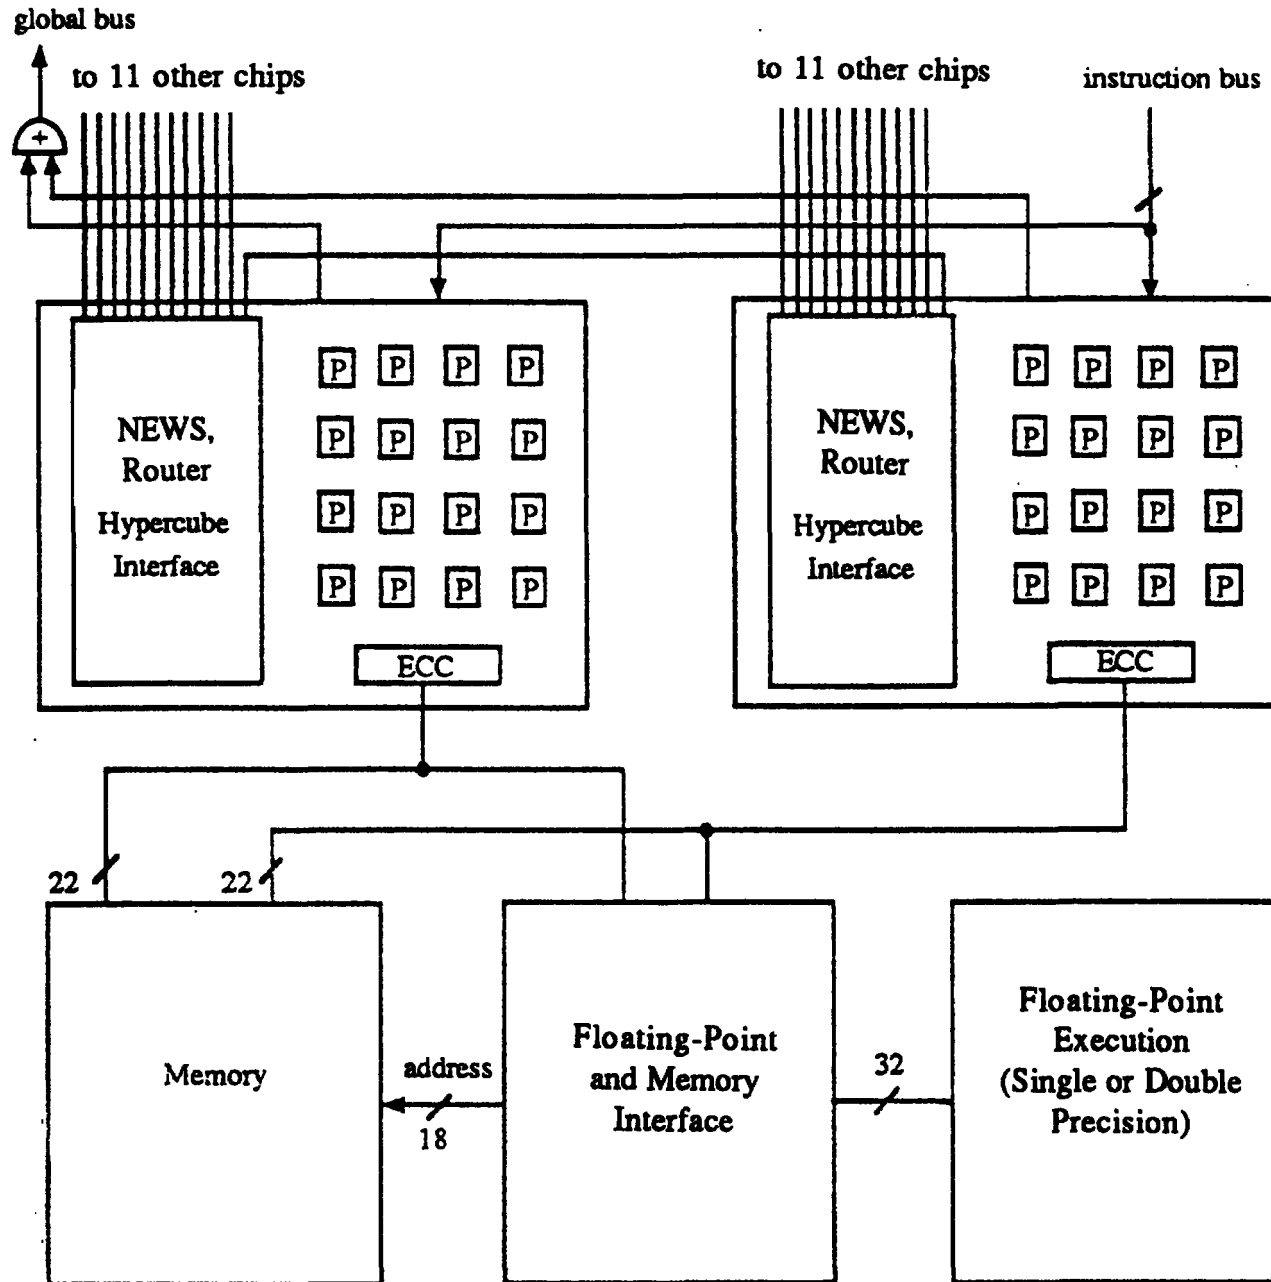 global bus
to 11 other chips
to 11 other chips
instruction bus
+
NEWS,
Router
Hypercube
Interface
P P P P
P P P P
P P P P
P P P P
ECC
NEWS,
Router
Hypercube
Interface
P P P P
P P P P
P P P P
P P P P
ECC
22
22
Memory
address
18
Floating-Point
and Memory
Interface
32
Floating-Point
Execution
(Single or Double
Precision)